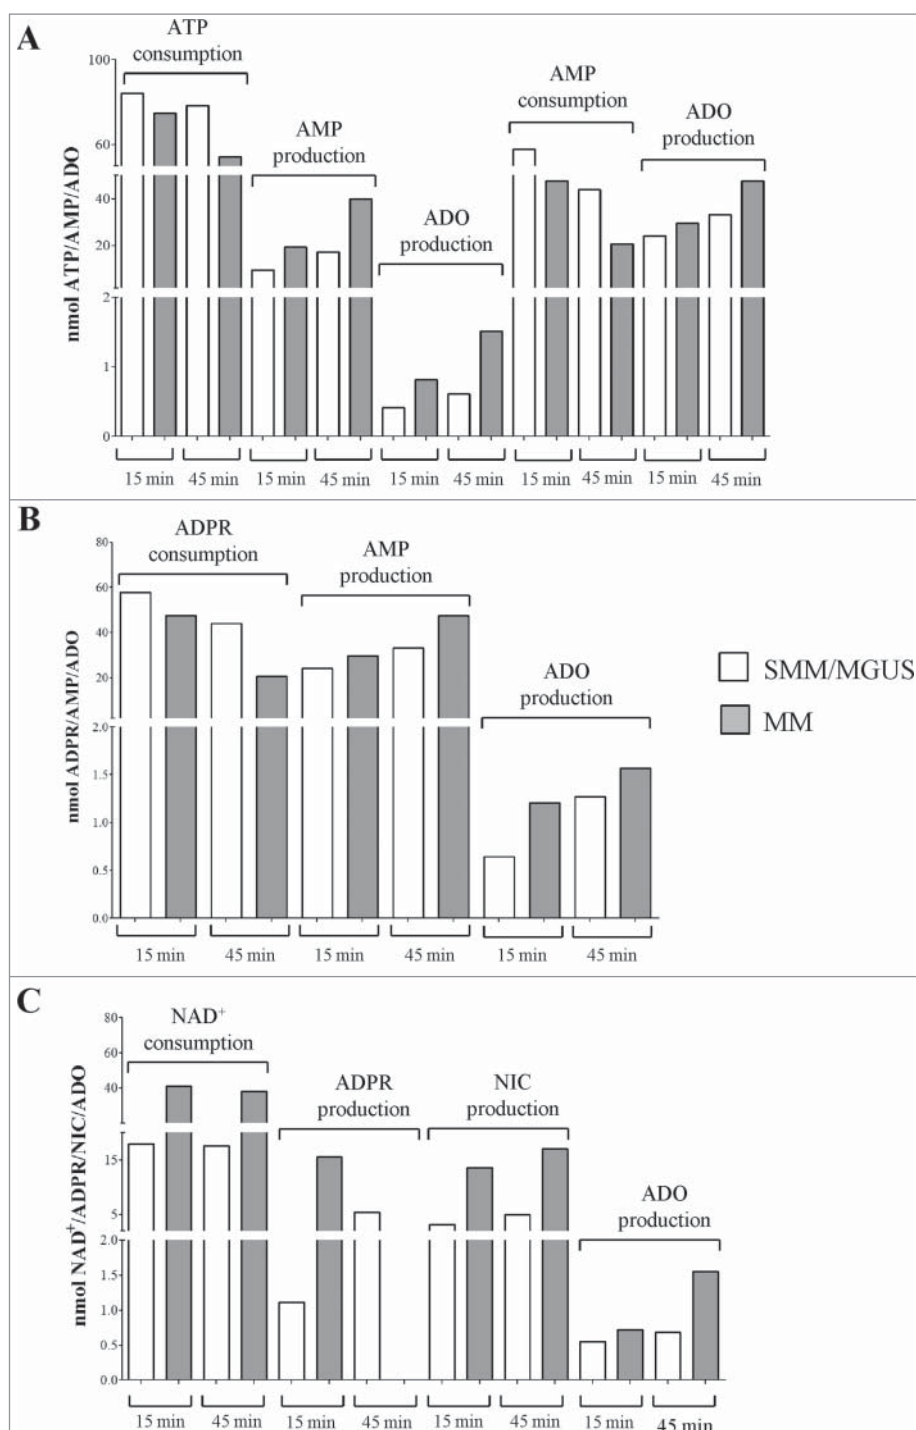 A
ATP
consumption
AMP
production
ADO
production
AMP
consumption
ADO
production
nmol ATP/AMP/ADO
100
60
40
20
2
1
0
15 min 45 min 15 min 45 min 15 min 45 min 15 min 45 min 15 min 45 min
B
ADPR
consumption
AMP
production
ADO
production
nmol ADPR/AMP/ADO
80
60
40
20
2.0
1.5
1.0
0.5
0.0
15 min 45 min 15 min 45 min 15 min 45 min
SMM/MGUS
MM
C
NAD+
consumption
ADPR
production
NIC
production
ADO
production
nmol NAD+/ADPR/NIC/ADO
80
60
40
15
5
2.0
1.5
1.0
0.5
0.0
15 min 45 min 15 min 45 min 15 min 45 min 15 min 45 min